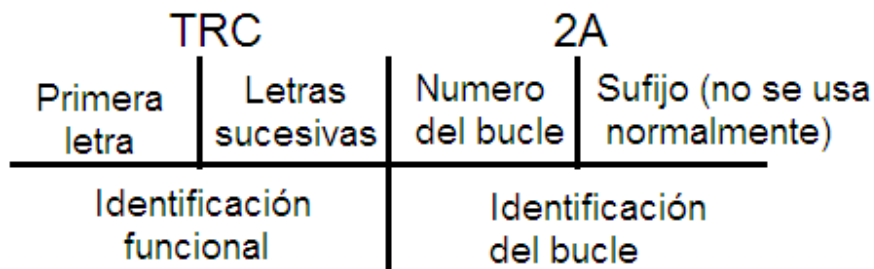 TRC 2A
Primera letra
Letras sucesivas
Numero del bucle
Sufijo (no se usa normalmente)
Identificación funcional
Identificación del bucle